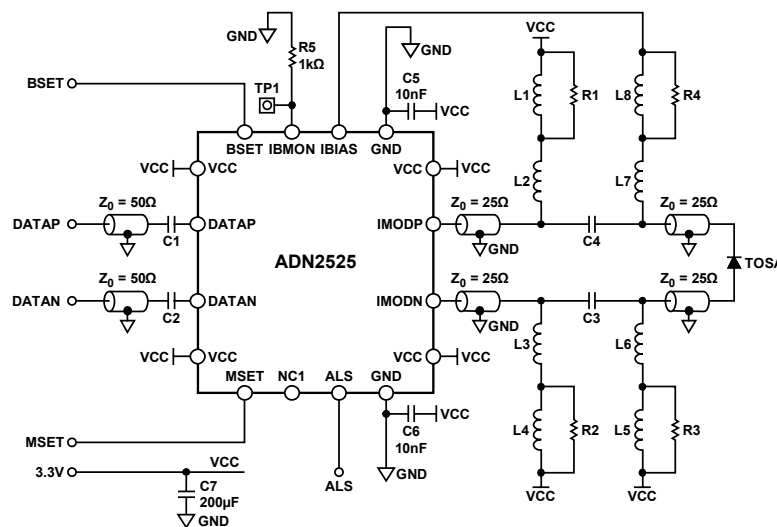 GND
R5
1kΩ
VCC
GND
C5
10nF
VCC
BSET
TP1
L1
R1
L8
R4
BSET
IBMON
IBIAS
GND
VCC
VCC
VCC
VCC
L2
L7
Z0 = 50Ω
Z0 = 25Ω
Z0 = 25Ω
DATAP
C1
DATAP
IMODP
GND
C4
ADN2525
TOSA
Z0 = 50Ω
Z0 = 25Ω
Z0 = 25Ω
DATAN
C2
DATAN
IMODN
GND
C3
L3
L6
VCC
VCC
VCC
VCC
MSET
NC1
ALS
GND
VCC
C6
10nF
L4
R2
L5
R3
MSET
3.3V
VCC
GND
C7
200µF
ALS
VCC
VCC
GND